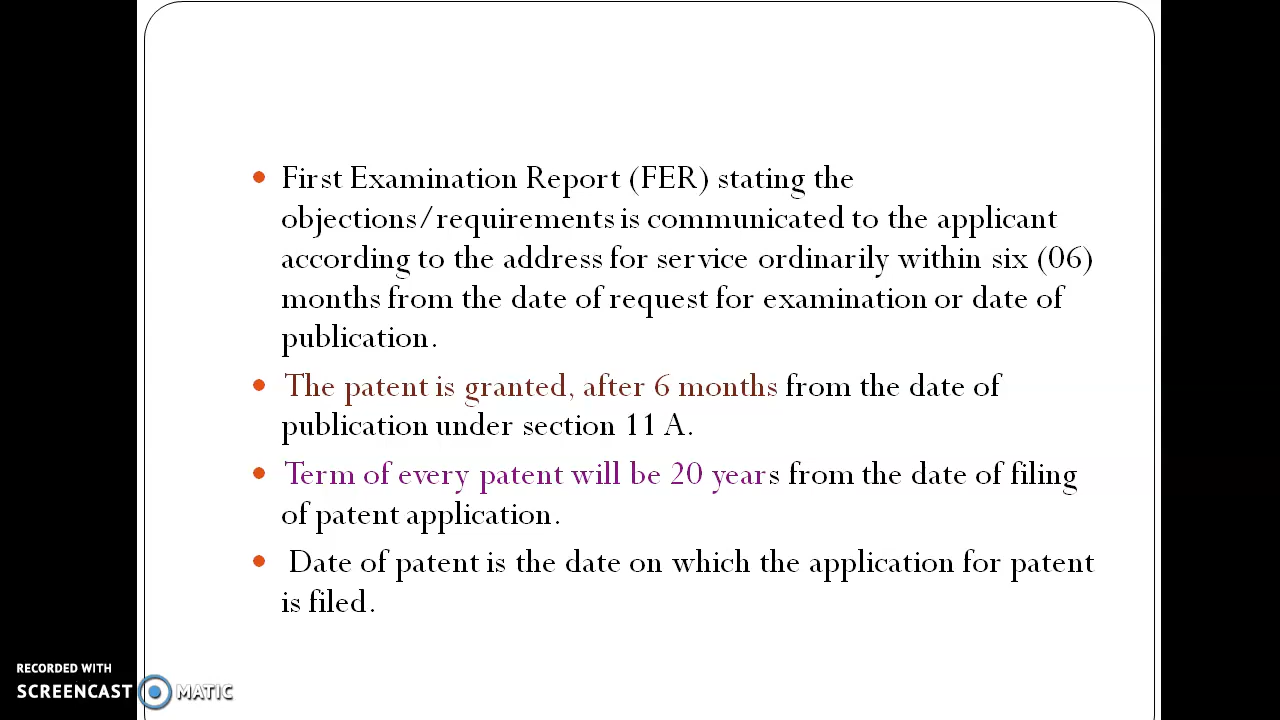 First Examination Report (FER) stating the
objections/requirements is communicated to the applicant
according to the address for service ordinarily within six (06)
months from the date of request for examination or date of
publication.
The patent is granted, after 6 months from the date of
publication under section 11 A.
Term of every patent will be 20 years from the date of filing
of patent application.
Date of patent is the date on which the application for patent
is filed.
RECORDED WITH
SCREENCAST MATIC